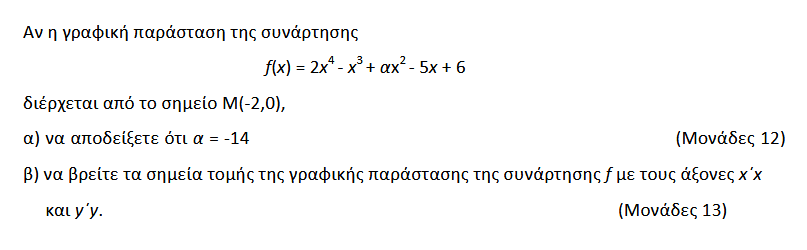 Αν η γραφική παράσταση της συνάρτησης
f(x) = 2x⁴ - x³ + αx² - 5x + 6
διέρχεται από το σημείο Μ(-2,0),
α) να αποδείξετε ότι α = -14 (Μονάδες 12)
β) να βρείτε τα σημεία τομής της γραφικής παράστασης της συνάρτησης f με τους άξονες x΄x
και y΄y. (Μονάδες 13)